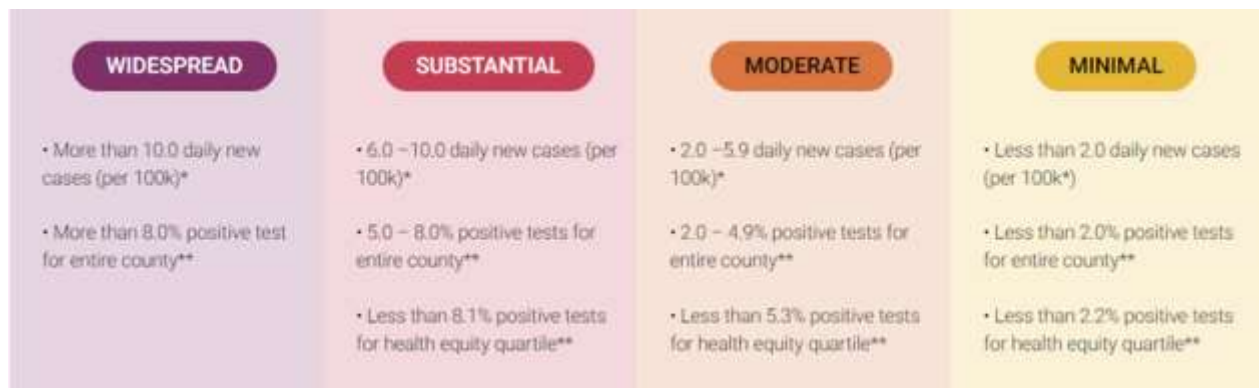 WIDESPREAD
• More than 10.0 daily new
cases (per 100k)*
• More than 8.0% positive test
for entire county**
SUBSTANTIAL
• 6.0 –10.0 daily new cases (per
100k)*
• 5.0 – 8.0% positive tests for
entire county**
• Less than 8.1% positive tests
for health equity quartile**
MODERATE
• 2.0 –5.9 daily new cases (per
100k)*
• 2.0 – 4.9% positive tests for
entire county**
• Less than 5.3% positive tests
for health equity quartile**
MINIMAL
• Less than 2.0 daily new cases
(per 100k*)
• Less than 2.0% positive tests
for entire county**
• Less than 2.2% positive tests
for health equity quartile**